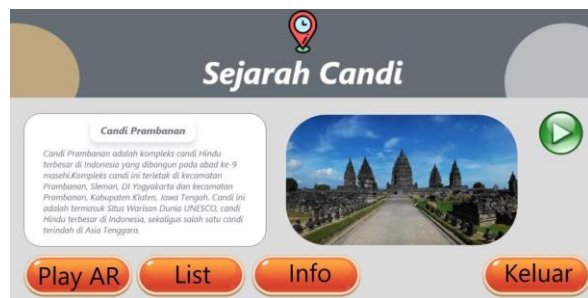 Sejarah Candi
Candi Prambanan
Candi Prambanan adalah kompleks candi Hindu
terbesar di Indonesia yang dibangun pada abad ke-9
masehi.Kompleks candi ini terletak di kecamatan
Prambanan, Sleman, DI Yogyakarta dan kecamatan
Prambanan, Kabupaten Klaten, Jawa Tengah. Candi ini
adalah termasuk Situs Warisan Dunia UNESCO, candi
Hindu terbesar di Indonesia, sekaligus salah satu candi
terindah di Asia Tenggara.
Play AR
List
Info
Keluar